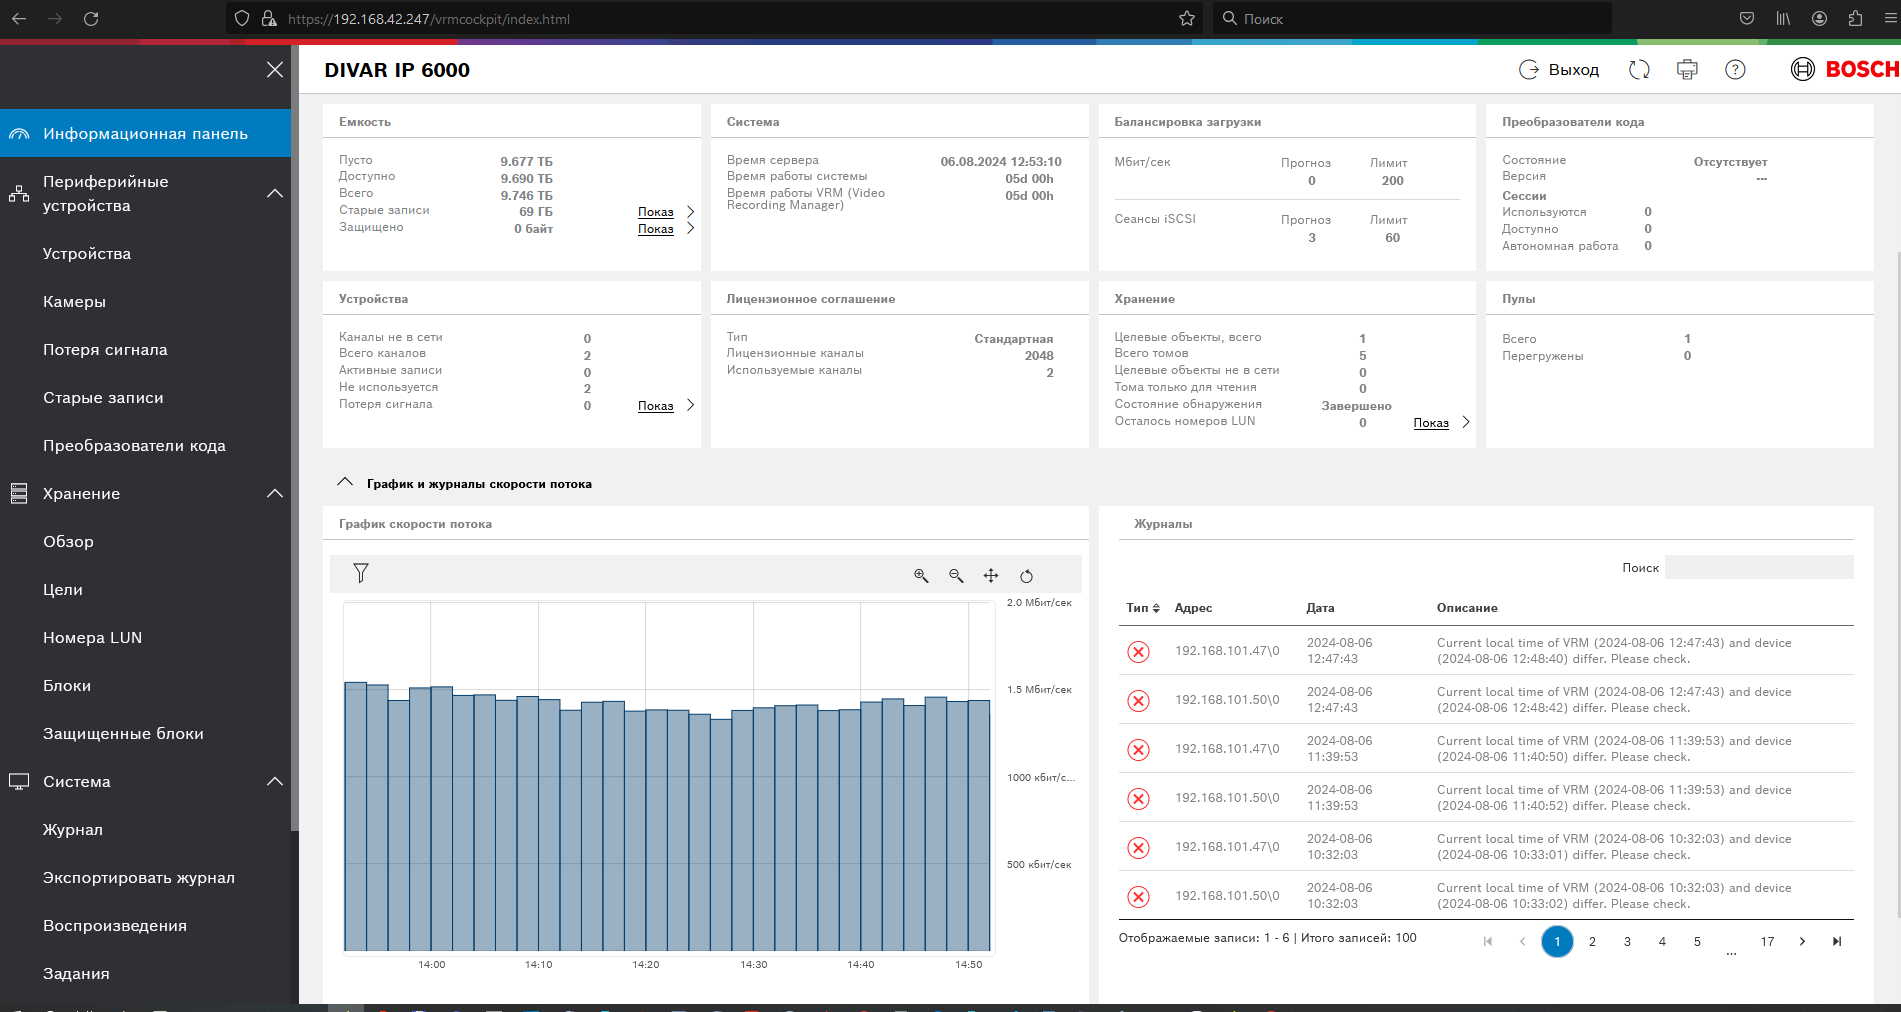 https://192.168.42.247/vrmcockpit/index.html
Поиск
DIVAR IP 6000
Выход
BOSCH
Информационная панель
Периферийные
устройства
Устройства
Камеры
Потеря сигнала
Старые записи
Преобразователи кода
Хранение
Обзор
Цели
Номера LUN
Блоки
Защищенные блоки
Система
Журнал
Экспортировать журнал
Воспроизведения
Задания
Емкость
Пусто 9.677 ТБ
Доступно 9.690 ТБ
Всего 9.746 ТБ
Старые записи 69 ГБ Показ
Защищено 0 байт Показ
Система
Время сервера 06.08.2024 12:53:10
Время работы системы 05d 00h
Время работы VRM (Video 05d 00h
Recording Manager)
Балансировка загрузки
Мбит/сек Прогноз Лимит
0 200
Сеансы iSCSI Прогноз Лимит
3 60
Преобразователи кода
Состояние Отсутствует
Версия ---
Сессии
Используются 0
Доступно 0
Автономная работа 0
Устройства
Каналы не в сети 0
Всего каналов 2
Активные записи 0
Не используется 2
Потеря сигнала 0 Показ
Лицензионное соглашение
Тип Стандартная
Лицензионные каналы 2048
Используемые каналы 2
Хранение
Целевые объекты, всего 1
Всего томов 5
Целевые объекты не в сети 0
Тома только для чтения 0
Состояние обнаружения Завершено
Осталось номеров LUN 0 Показ
Пулы
Всего 1
Перегружены 0
График и журналы скорости потока
График скорости потока
2.0 Мбит/сек
1.5 Мбит/сек
1000 кбит/с...
500 кбит/сек
14:00 14:10 14:20 14:30 14:40 14:50
Журналы
Поиск
Тип Адрес Дата Описание
192.168.101.47\0 2024-08-06 12:47:43 Current local time of VRM (2024-08-06 12:47:43) and device
(2024-08-06 12:48:40) differ. Please check.
192.168.101.50\0 2024-08-06 12:47:43 Current local time of VRM (2024-08-06 12:47:43) and device
(2024-08-06 12:48:42) differ. Please check.
192.168.101.47\0 2024-08-06 11:39:53 Current local time of VRM (2024-08-06 11:39:53) and device
(2024-08-06 11:40:50) differ. Please check.
192.168.101.50\0 2024-08-06 11:39:53 Current local time of VRM (2024-08-06 11:39:53) and device
(2024-08-06 11:40:52) differ. Please check.
192.168.101.47\0 2024-08-06 10:32:03 Current local time of VRM (2024-08-06 10:32:03) and device
(2024-08-06 10:33:01) differ. Please check.
192.168.101.50\0 2024-08-06 10:32:03 Current local time of VRM (2024-08-06 10:32:03) and device
(2024-08-06 10:33:02) differ. Please check.
Отображаемые записи: 1 - 6 | Итого записей: 100
1 2 3 4 5 ... 17